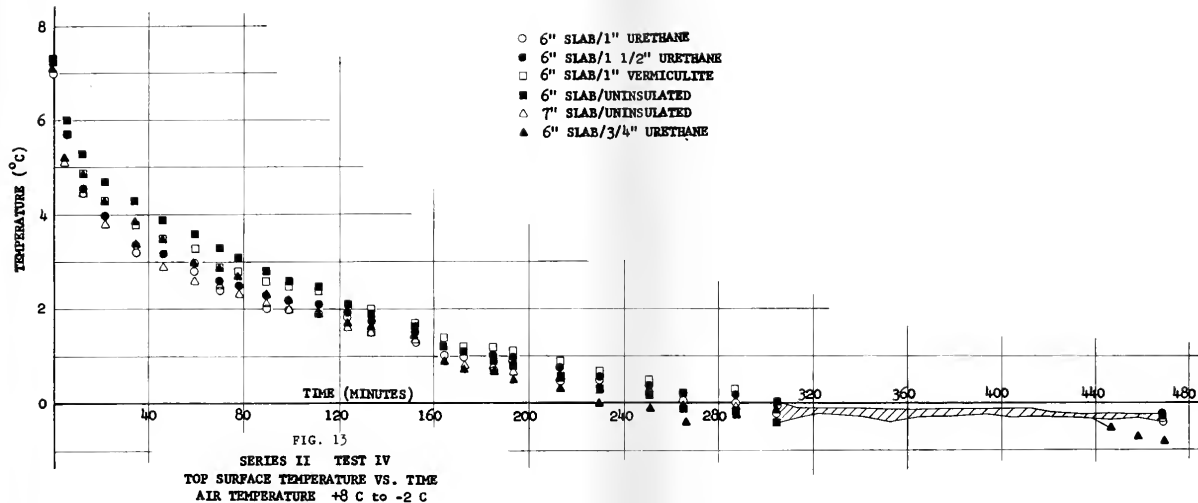 8
6
4
2
0
TEMPERATURE (°C)
○ 6" SLAB/1" URETHANE
● 6" SLAB/1 1/2" URETHANE
□ 6" SLAB/1" VERMICULITE
■ 6" SLAB/UNINSULATED
△ 7" SLAB/UNINSULATED
▲ 6" SLAB/3/4" URETHANE
TIME (MINUTES)
40 80 120 160 200 240 280 320 360 400 440 480
FIG. 13
SERIES II TEST IV
TOP SURFACE TEMPERATURE VS. TIME
AIR TEMPERATURE +8 C to -2 C